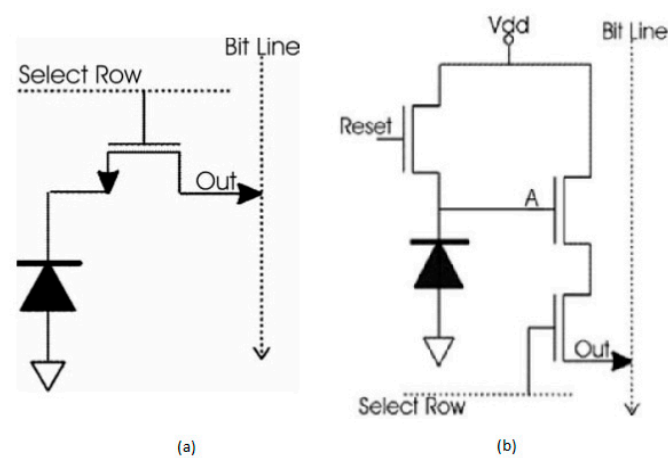 Bit Line
Select Row
Out
(a)
Vdd
Bit Line
Reset
A
Out
Select Row
(b)